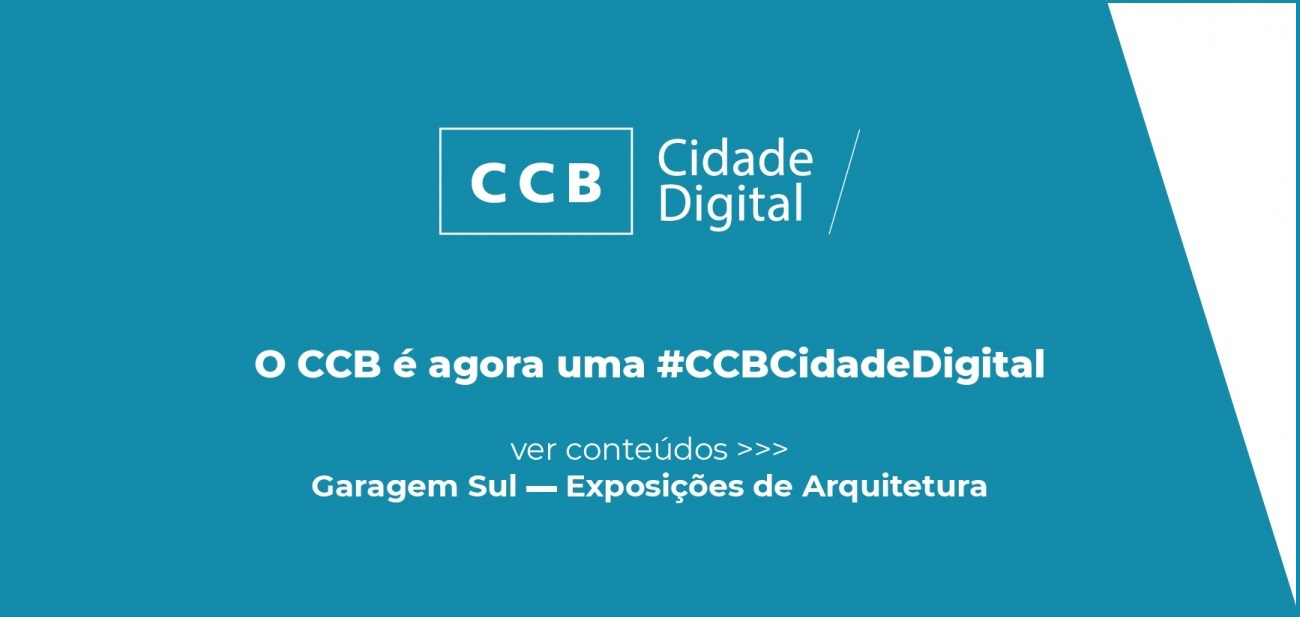 CCB
Cidade
Digital
O CCB é agora uma #CCBCidadeDigital
ver conteúdos >>>
Garagem Sul — Exposições de Arquitetura